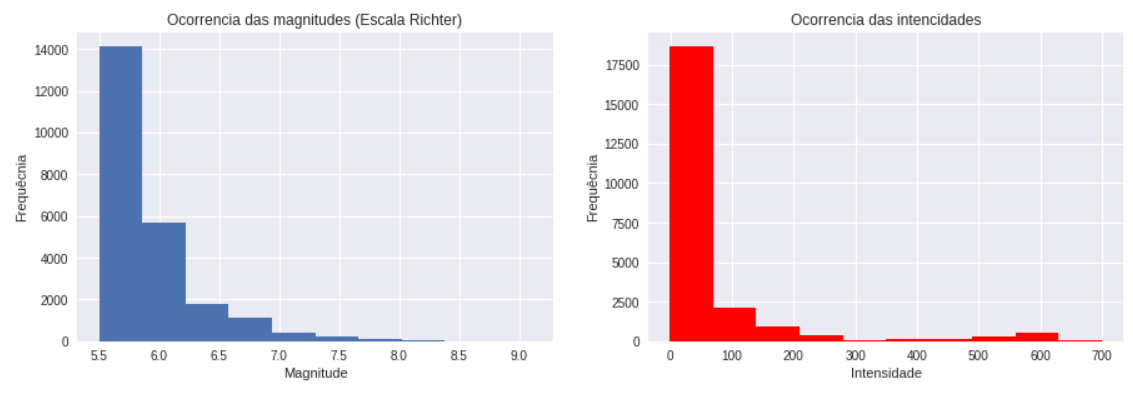 Ocorrencia das magnitudes (Escala Richter)
14000
12000
10000
8000
6000
4000
2000
0
Frequêcnia
5.5 6.0 6.5 7.0 7.5 8.0 8.5 9.0
Magnitude
Ocorrencia das intencidades
17500
15000
12500
10000
7500
5000
2500
0
Frequêcnia
0 100 200 300 400 500 600 700
Intensidade